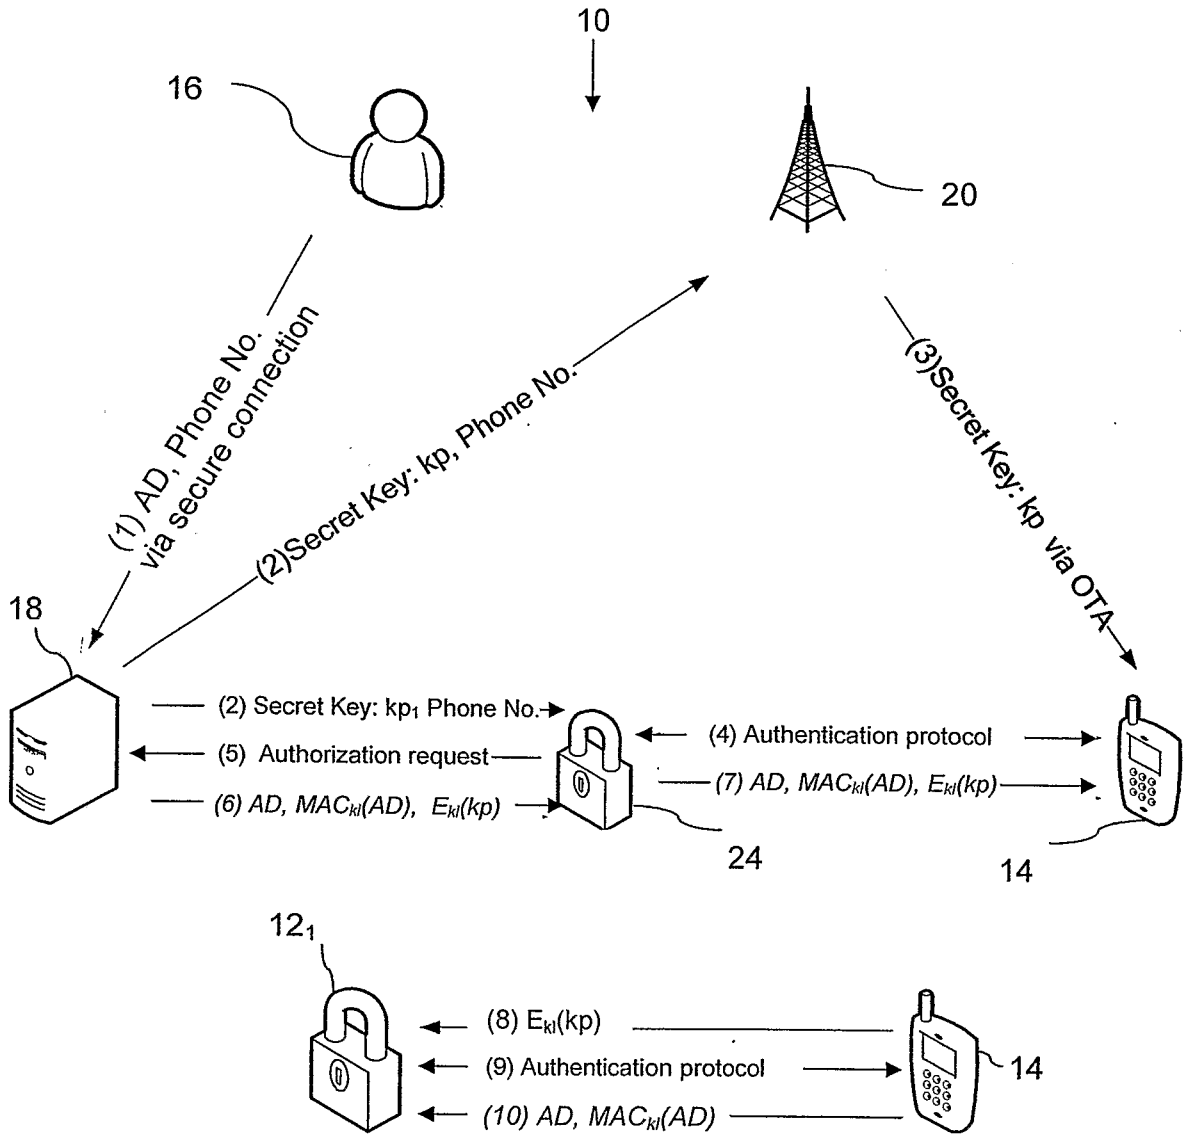 10
16
20
(1) AD, Phone No.
via secure connection
(2)Secret Key: kp, Phone No.
(3)Secret Key: kp via OTA
18
(2) Secret Key: kp₁ Phone No.
(5) Authorization request
(6) AD, MACₖₗ(AD), Eₖₗ(kp)
(4) Authentication protocol
(7) AD, MACₖₗ(AD), Eₖₗ(kp)
24
14
12₁
(8) Eₖₗ(kp)
(9) Authentication protocol
(10) AD, MACₖₗ(AD)
14